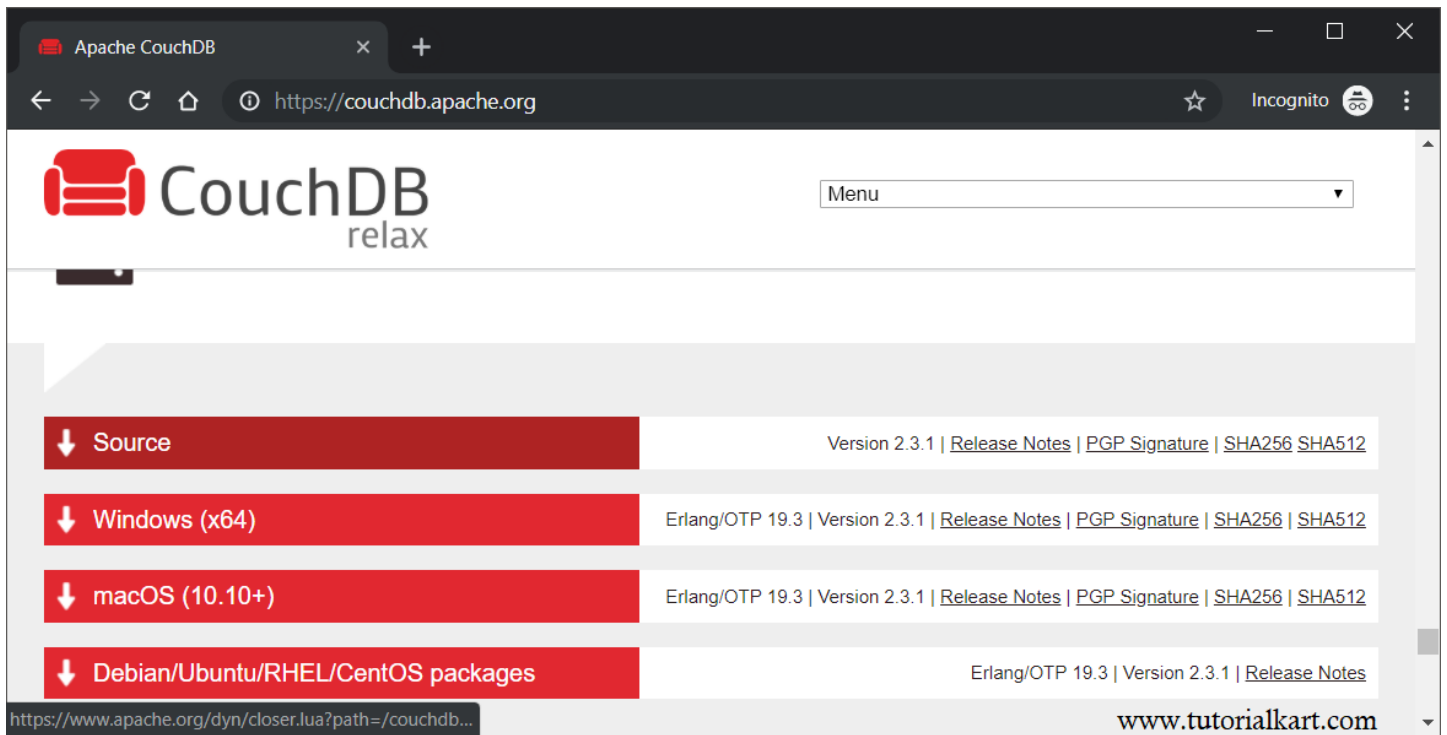 Apache CouchDB
https://couchdb.apache.org
Incognito
CouchDB
relax
Menu
Source
Version 2.3.1 | Release Notes | PGP Signature | SHA256 SHA512
Windows (x64)
Erlang/OTP 19.3 | Version 2.3.1 | Release Notes | PGP Signature | SHA256 | SHA512
macOS (10.10+)
Erlang/OTP 19.3 | Version 2.3.1 | Release Notes | PGP Signature | SHA256 | SHA512
Debian/Ubuntu/RHEL/CentOS packages
Erlang/OTP 19.3 | Version 2.3.1 | Release Notes
https://www.apache.org/dyn/closer.lua?path=/couchdb...
www.tutorialkart.com